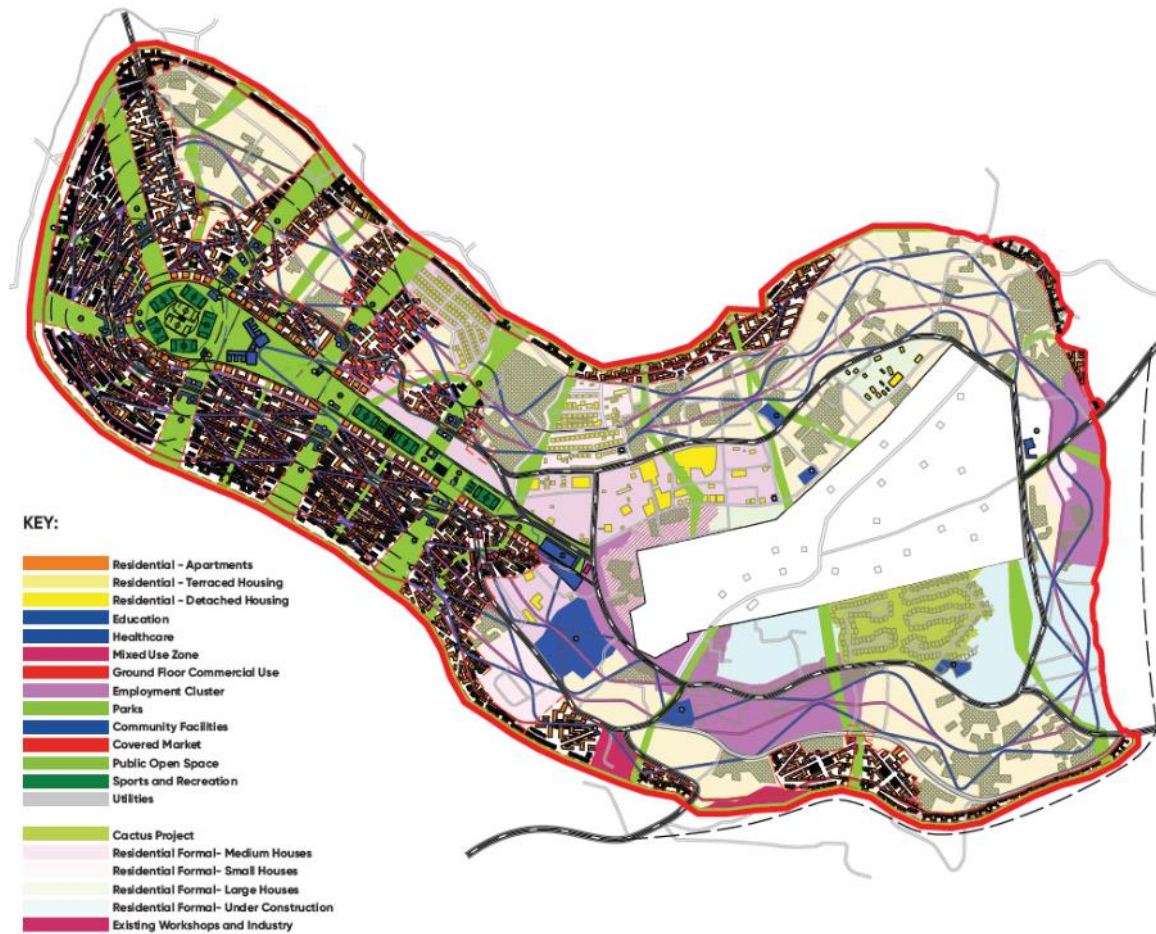 KEY:
Residential - Apartments
Residential - Terraced Housing
Residential - Detached Housing
Education
Healthcare
Mixed Use Zone
Ground Floor Commercial Use
Employment Cluster
Parks
Community Facilities
Covered Market
Public Open Space
Sports and Recreation
Utilities
Cactus Project
Residential Formal- Medium Houses
Residential Formal- Small Houses
Residential Formal- Large Houses
Residential Formal- Under Construction
Existing Workshops and Industry